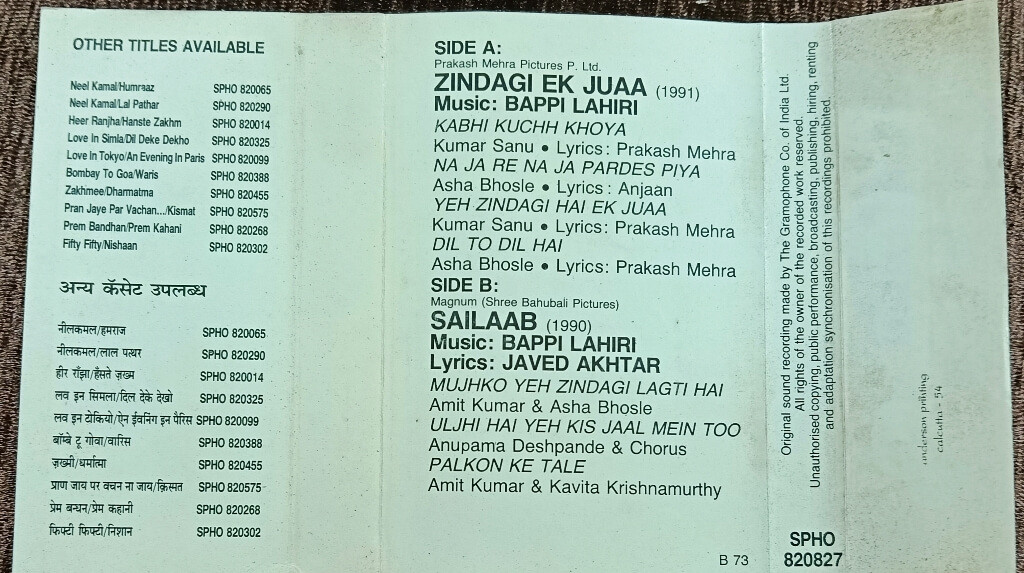 OTHER TITLES AVAILABLE
Neel Kamal/Humraaz SPHO 820065
Neel Kamal/Lal Pathar SPHO 820290
Heer Ranjha/Hanste Zakhm SPHO 820014
Love In Simla/Dil Deke Dekho SPHO 820325
Love In Tokyo/An Evening In Paris SPHO 820099
Bombay To Goa/Waris SPHO 820388
Zakhmee/Dharmatma SPHO 820455
Pran Jaye Par Vachan.../Kismat SPHO 820575
Prem Bandhan/Prem Kahani SPHO 820268
Fifty Fifty/Nishaan SPHO 820302
अन्य कॅसेट उपलब्ध
नीलकमल/हमराज SPHO 820065
नीलकमल/लाल पत्थर SPHO 820290
हीर राँझा/हँसते ज़ख्म SPHO 820014
लव इन सिमला/दिल देके देखो SPHO 820325
लव इन टोकियो/ऐन ईवनिंग इन पैरिस SPHO 820099
बॉम्बे टू गोवा/वारिस SPHO 820388
ज़ख्मी/धर्मात्मा SPHO 820455
प्राण जाय पर वचन ना जाय/क़िस्मत SPHO 820575
प्रेम बन्धन/प्रेम कहानी SPHO 820268
फिफ्टी फिफ्टी/निशान SPHO 820302
SIDE A:
Prakash Mehra Pictures P. Ltd.
ZINDAGI EK JUAA (1991)
Music: BAPPI LAHIRI
KABHI KUCHH KHOYA
Kumar Sanu • Lyrics: Prakash Mehra
NA JA RE NA JA PARDES PIYA
Asha Bhosle • Lyrics: Anjaan
YEH ZINDAGI HAI EK JUAA
Kumar Sanu • Lyrics: Prakash Mehra
DIL TO DIL HAI
Asha Bhosle • Lyrics: Prakash Mehra
SIDE B:
Magnum (Shree Bahubali Pictures)
SAILAAB (1990)
Music: BAPPI LAHIRI
Lyrics: JAVED AKHTAR
MUJHKO YEH ZINDAGI LAGTI HAI
Amit Kumar & Asha Bhosle
ULJHI HAI YEH KIS JAAL MEIN TOO
Anupama Deshpande & Chorus
PALKON KE TALE
Amit Kumar & Kavita Krishnamurthy
B 73
Original sound recording made by The Gramophone Co. of India Ltd.
All rights of the owner of the recorded work reserved.
Unauthorised copying, public performance, broadcasting, publishing, hiring, renting
and adaptation synchronisation of this recordings prohibited.
SPHO
820827
underson printing
calcutta - 54